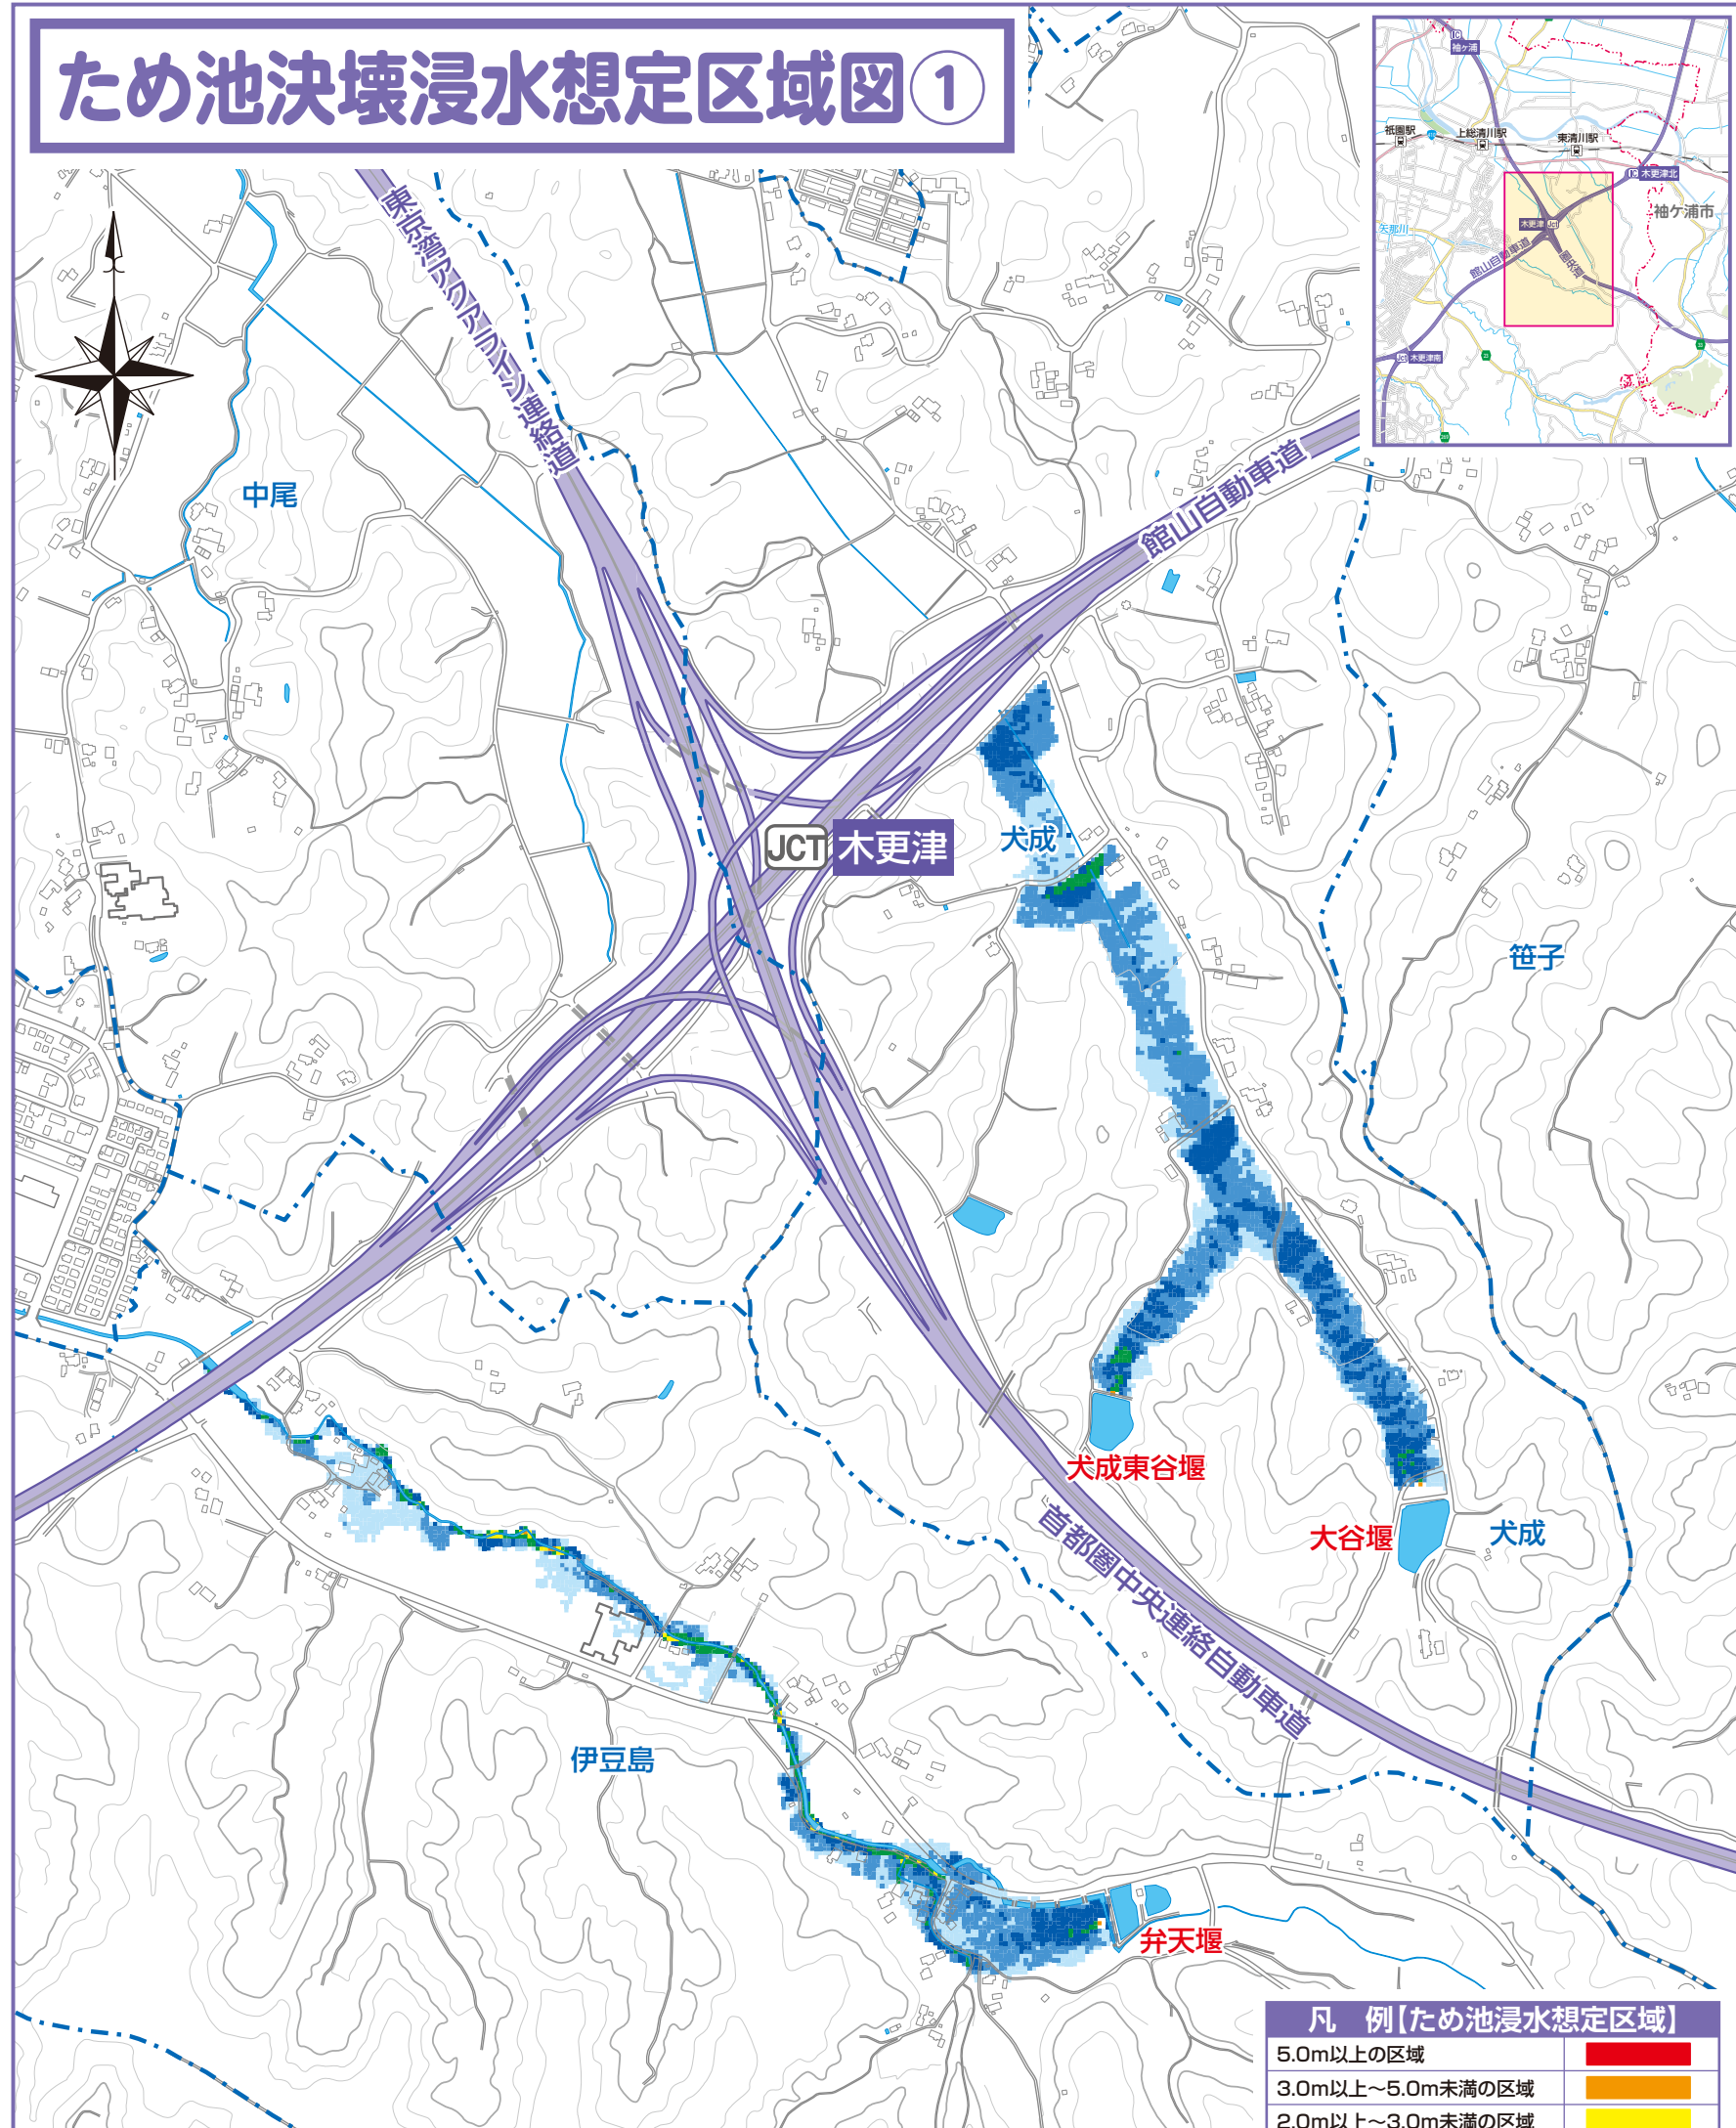 ため池決壊浸水想定区域図①
袖ヶ浦
祇園駅
上総清川駅
東清川駅
木更津北
袖ケ浦市
矢那川
木更津
館山自動車道
圏央道
木更津南
東京湾アクアライン連絡道
中尾
館山自動車道
JCT 木更津
犬成
笹子
犬成東谷堰
大谷堰
犬成
首都圏中央連絡自動車道
伊豆島
弁天堰
凡 例【ため池浸水想定区域】
5.0m以上の区域
3.0m以上〜5.0m未満の区域
2.0m以上〜3.0m未満の区域